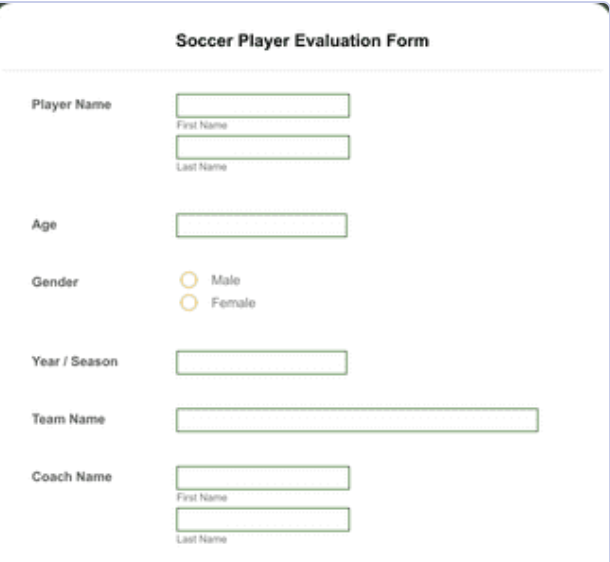 Soccer Player Evaluation Form
Player Name
First Name
Last Name
Age
Gender
Male
Female
Year / Season
Team Name
Coach Name
First Name
Last Name